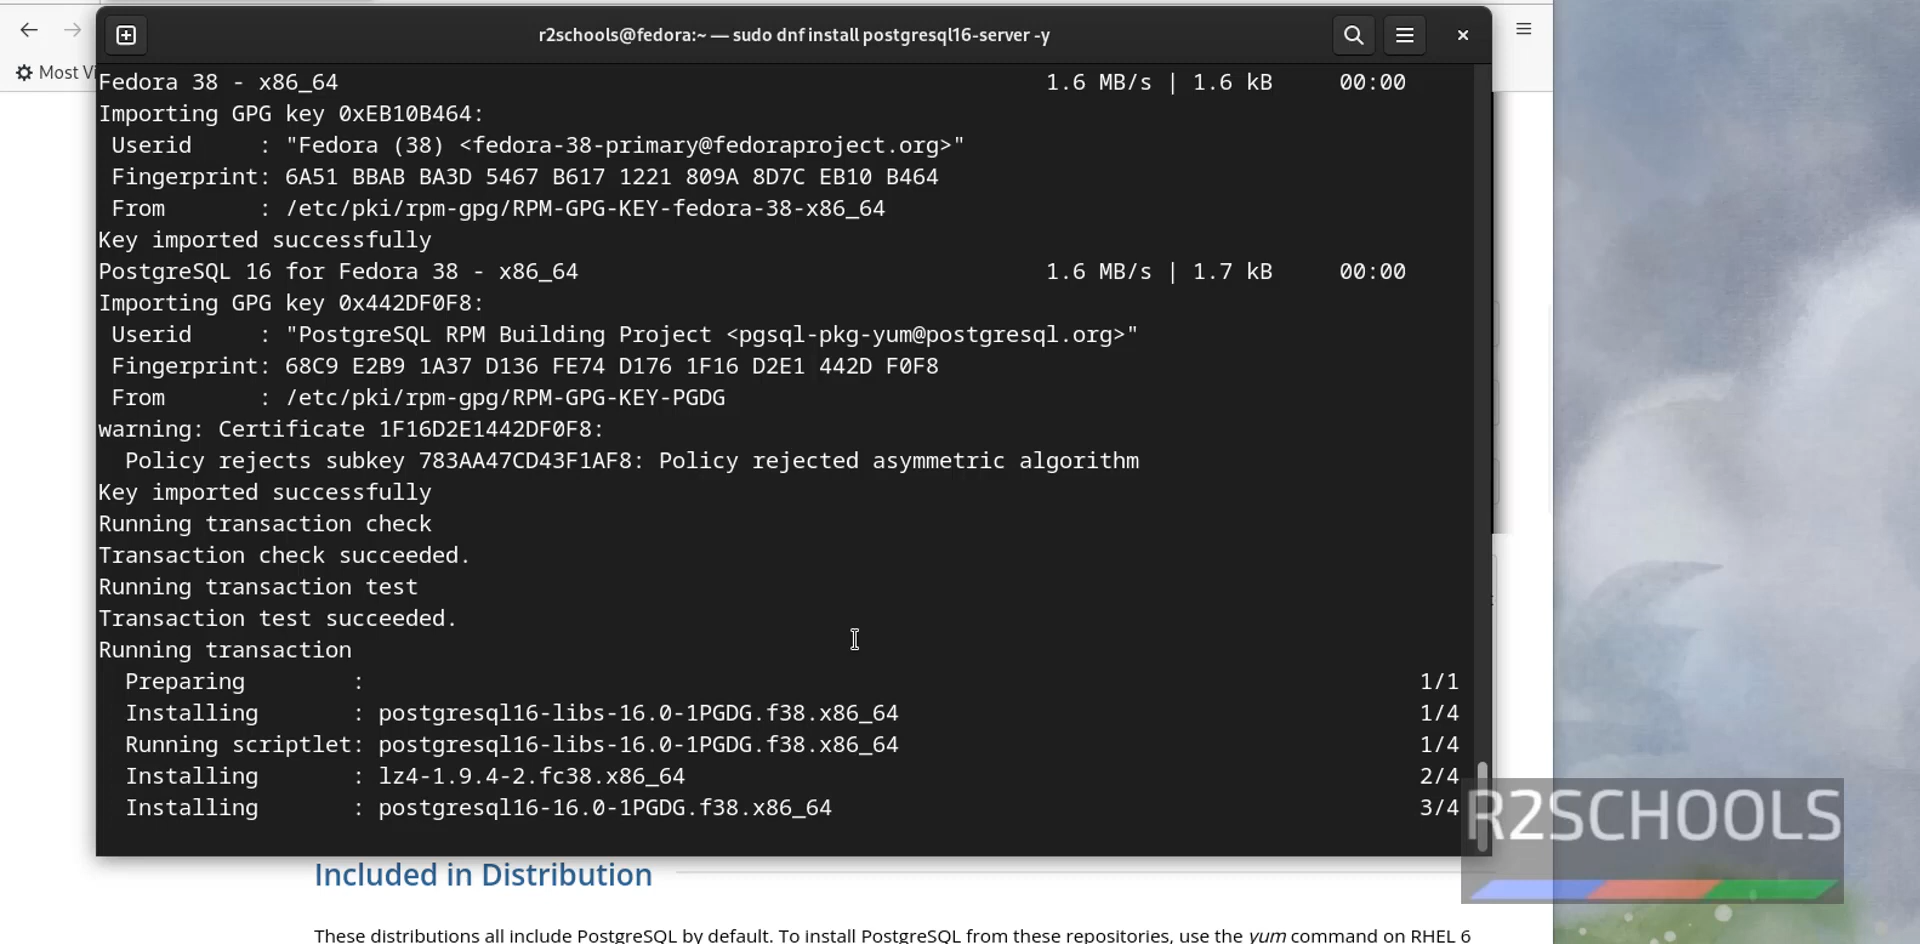 r2schools@fedora:~ — sudo dnf install postgresql16-server -y
Most Vi
Fedora 38 - x86_64 1.6 MB/s | 1.6 kB 00:00
Importing GPG key 0xEB10B464:
Userid : "Fedora (38) <fedora-38-primary@fedoraproject.org>"
Fingerprint: 6A51 BBAB BA3D 5467 B617 1221 809A 8D7C EB10 B464
From : /etc/pki/rpm-gpg/RPM-GPG-KEY-fedora-38-x86_64
Key imported successfully
PostgreSQL 16 for Fedora 38 - x86_64 1.6 MB/s | 1.7 kB 00:00
Importing GPG key 0x442DF0F8:
Userid : "PostgreSQL RPM Building Project <pgsql-pkg-yum@postgresql.org>"
Fingerprint: 68C9 E2B9 1A37 D136 FE74 D176 1F16 D2E1 442D F0F8
From : /etc/pki/rpm-gpg/RPM-GPG-KEY-PGDG
warning: Certificate 1F16D2E1442DF0F8:
Policy rejects subkey 783AA47CD43F1AF8: Policy rejected asymmetric algorithm
Key imported successfully
Running transaction check
Transaction check succeeded.
Running transaction test
Transaction test succeeded.
Running transaction
Preparing : 1/1
Installing : postgresql16-libs-16.0-1PGDG.f38.x86_64 1/4
Running scriptlet: postgresql16-libs-16.0-1PGDG.f38.x86_64 1/4
Installing : lz4-1.9.4-2.fc38.x86_64 2/4
Installing : postgresql16-16.0-1PGDG.f38.x86_64 3/4
R2SCHOOLS
Included in Distribution
These distributions all include PostgreSQL by default. To install PostgreSQL from these repositories, use the yum command on RHEL 6